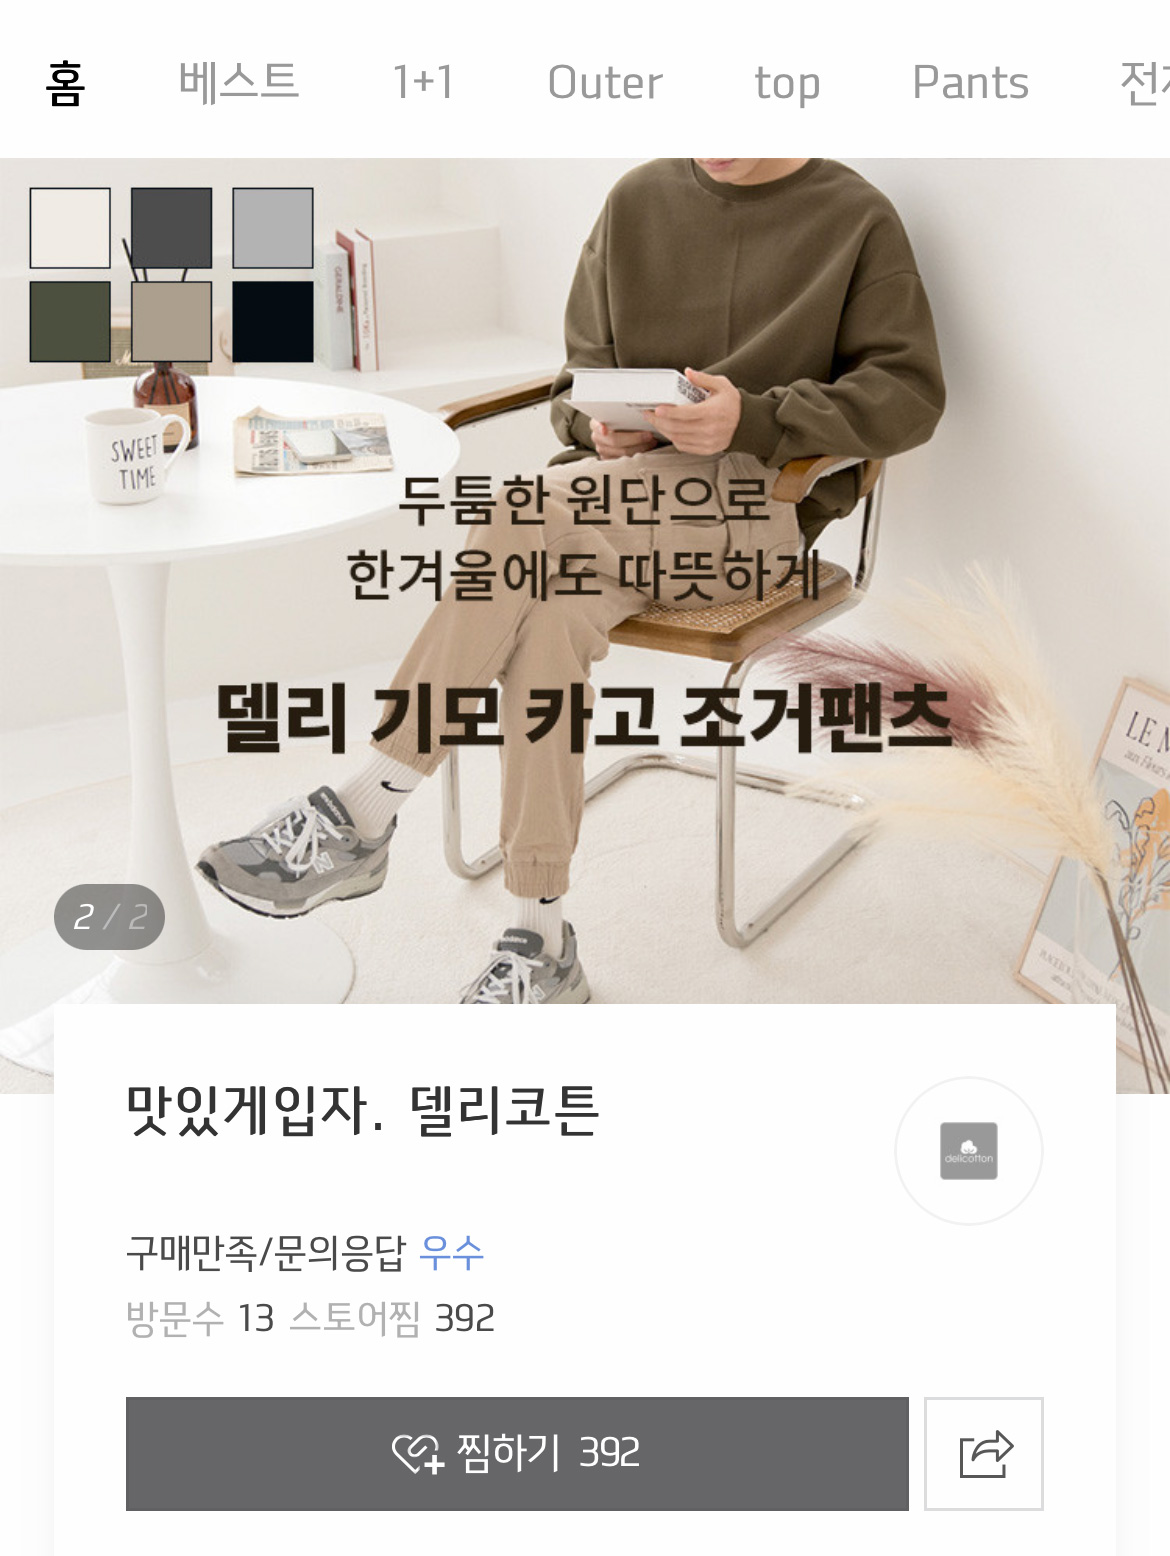 홈 베스트 1+1 Outer top Pants
GERALDINE
SWEET
TIME
두툼한 원단으로
한겨울에도 따뜻하게
델리 기모 카고 조거팬츠
LE M
aux Fleurs
N
2 / 2
맛있게입자. 델리코튼
delicotton
구매만족/문의응답 우수
방문수 13 스토어찜 392
찜하기 392